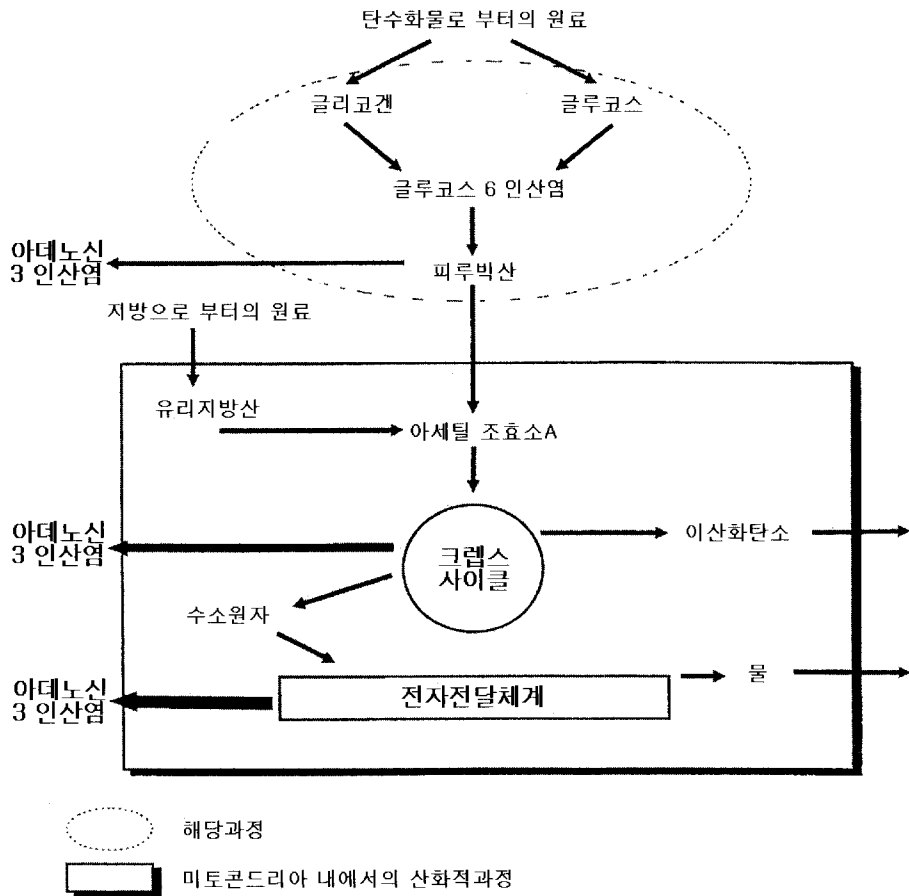 탄수화물로 부터의 원료
글리코겐
글루코스
글루코스 6 인산염
아데노신
3 인산염
피루박산
지방으로 부터의 원료
유리지방산
아세틸 조효소A
아데노신
3 인산염
크렙스
사이클
이산화탄소
수소원자
물
아데노신
3 인산염
전자전달체계
해당과정
미토콘드리아 내에서의 산화적과정